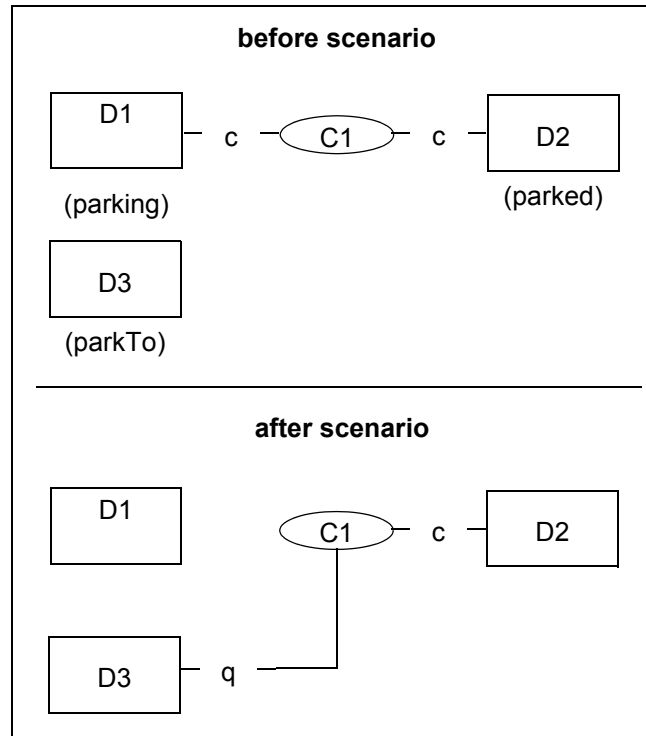 before scenario
D1 c C1 c D2
(parking) (parked)
D3
(parkTo)
after scenario
D1 C1 c D2
D3 q